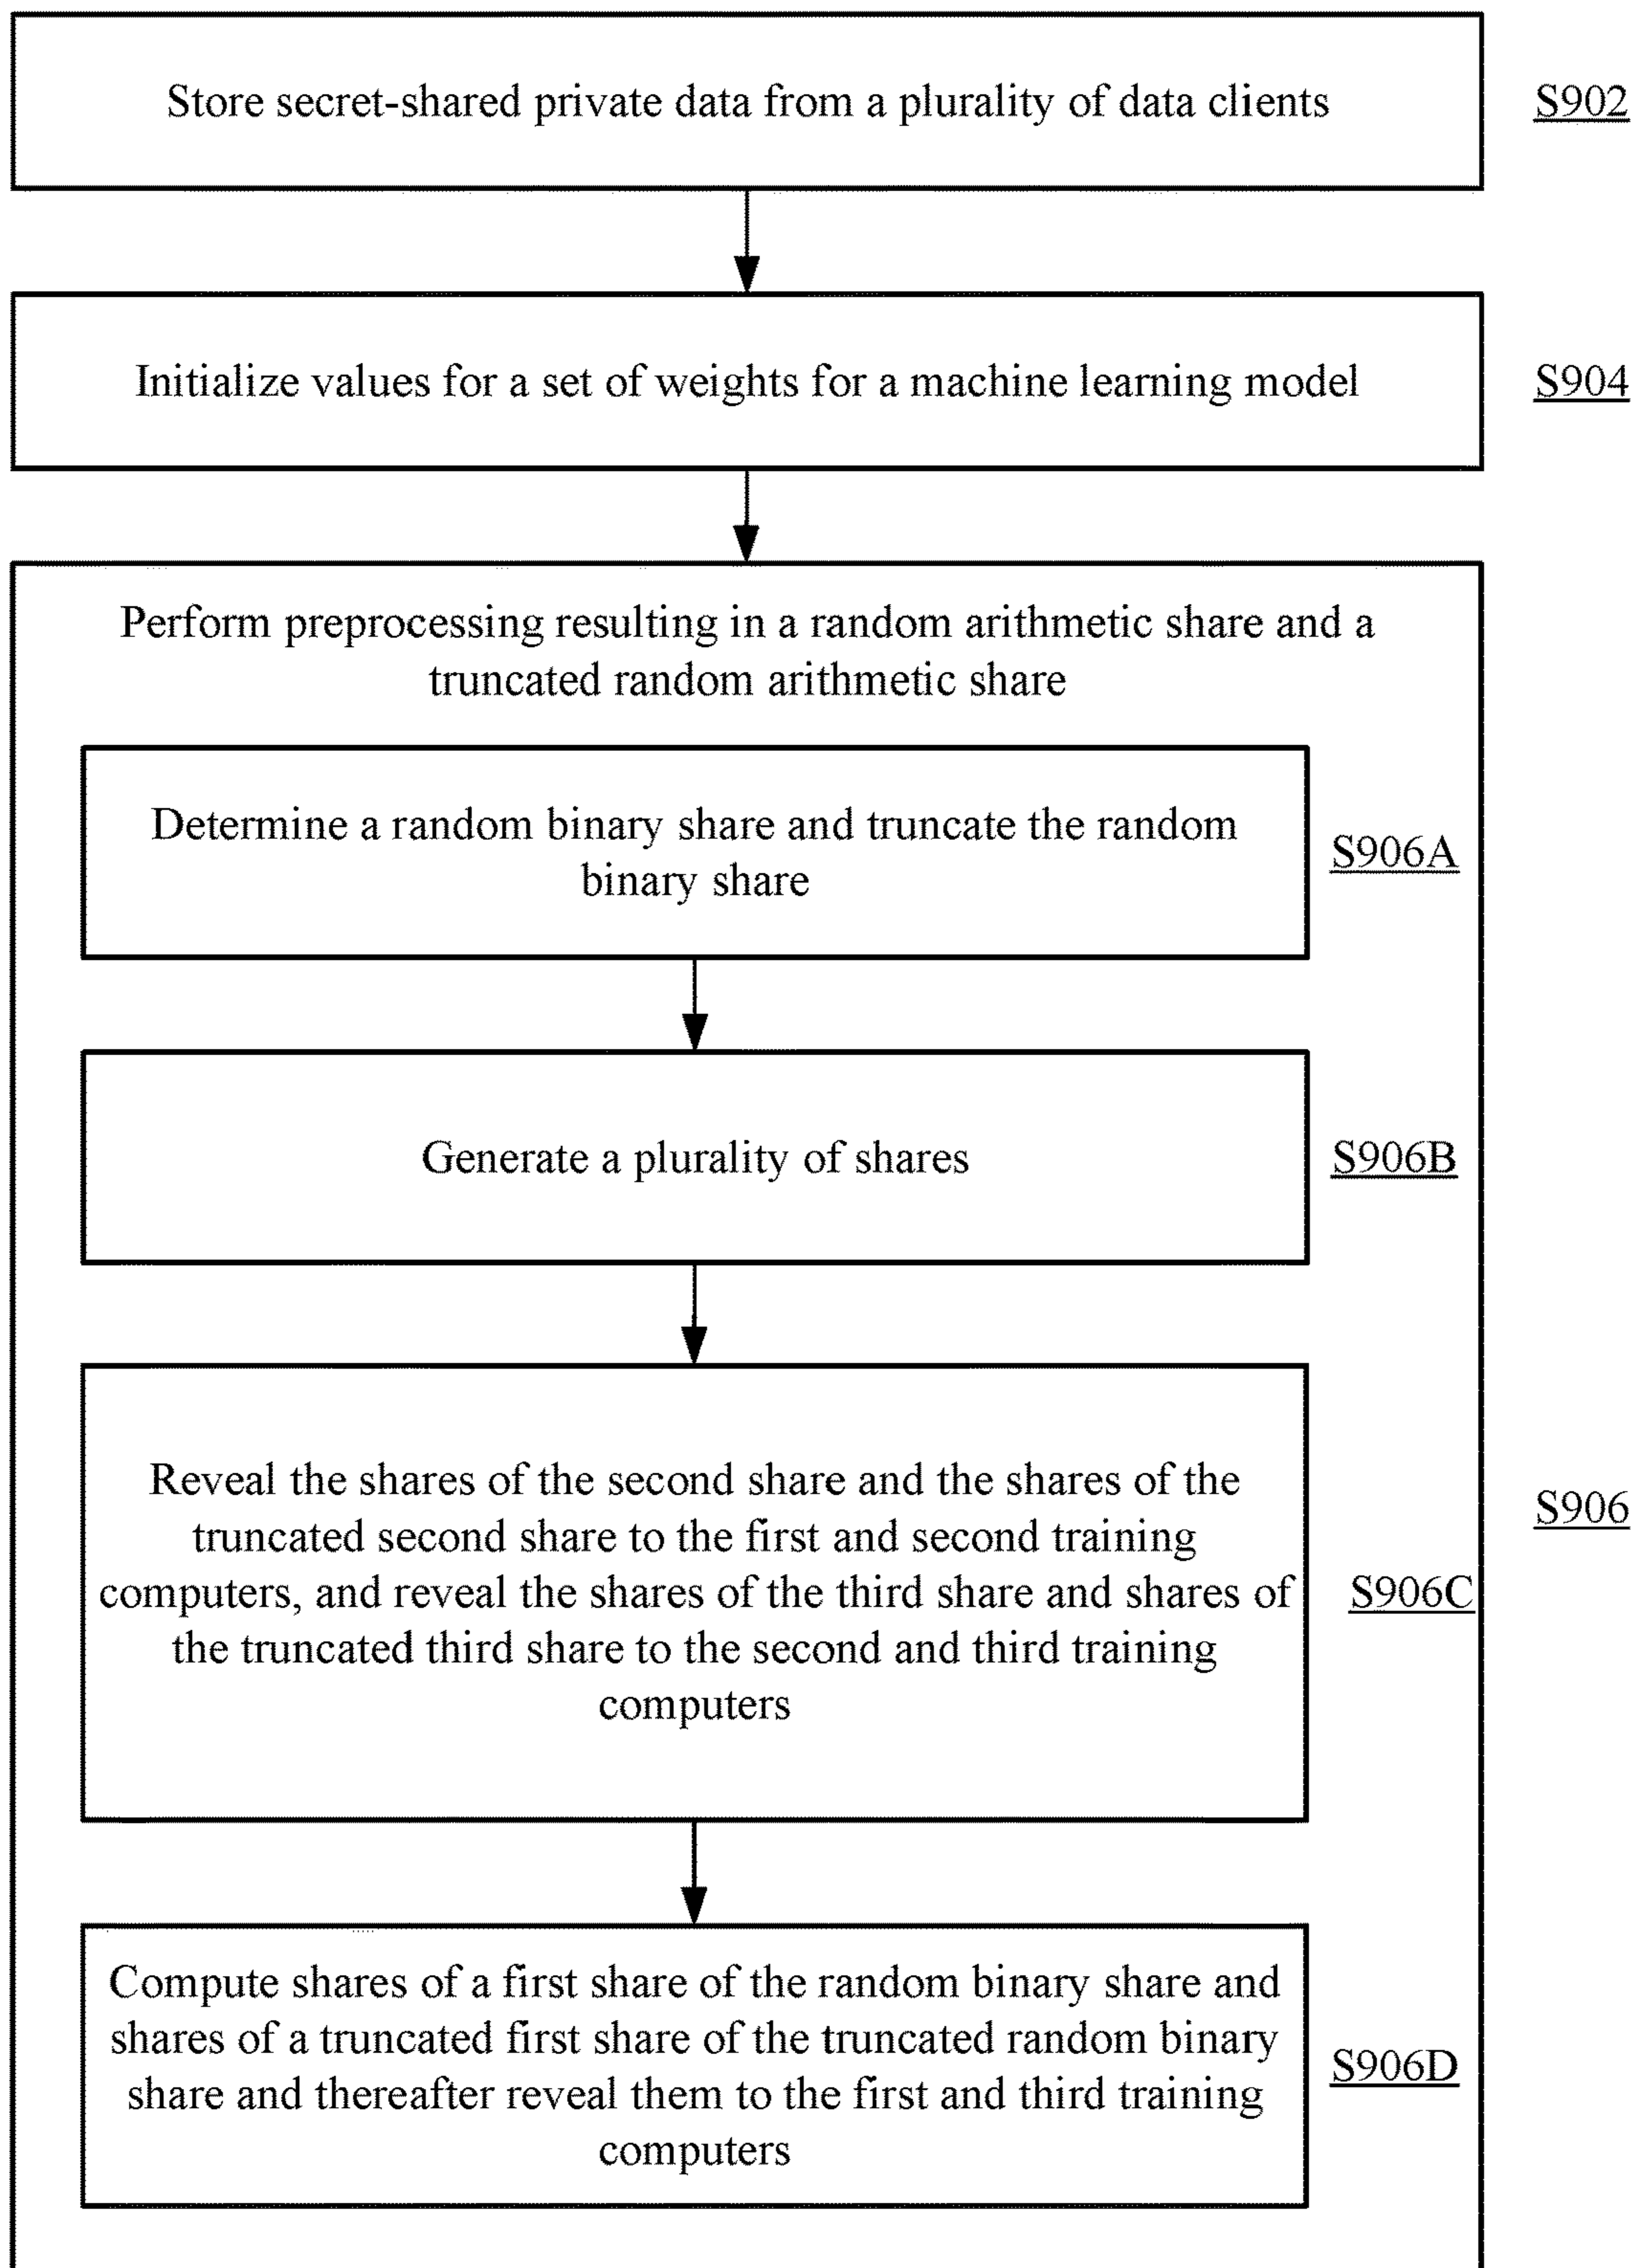 Store secret-shared private data from a plurality of data clients
S902
Initialize values for a set of weights for a machine learning model
S904
Perform preprocessing resulting in a random arithmetic share and a
truncated random arithmetic share
Determine a random binary share and truncate the random
binary share
S906A
Generate a plurality of shares
S906B
Reveal the shares of the second share and the shares of the
truncated second share to the first and second training
computers, and reveal the shares of the third share and shares of
the truncated third share to the second and third training
computers
S906C
S906
Compute shares of a first share of the random binary share and
shares of a truncated first share of the truncated random binary
share and thereafter reveal them to the first and third training
computers
S906D